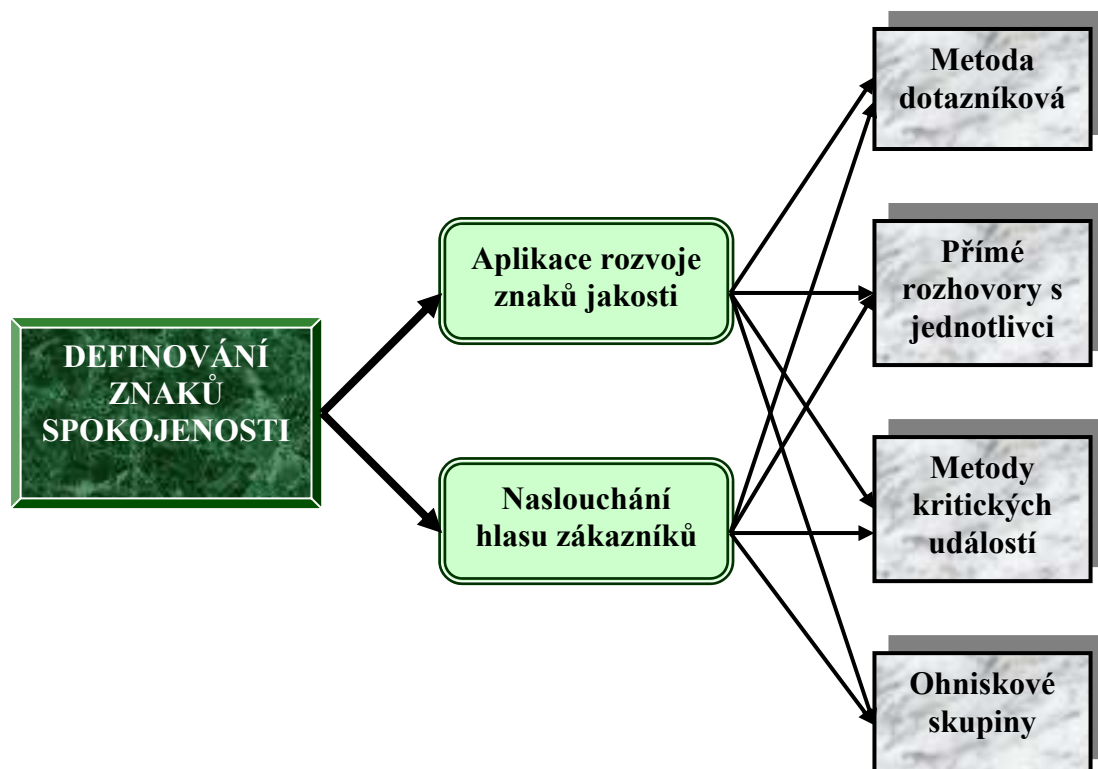 DEFINOVÁNÍ
ZNAKŮ
SPOKOJENOSTI
Aplikace rozvoje
znaků jakosti
Naslouchání
hlasu zákazníků
Metoda
dotazníková
Přímé
rozhovory s
jednotlivci
Metody
kritických
událostí
Ohniskové
skupiny